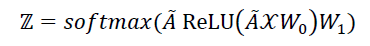 ℤ = softmax(Ã ReLU(Ã𝒳W₀)W₁)